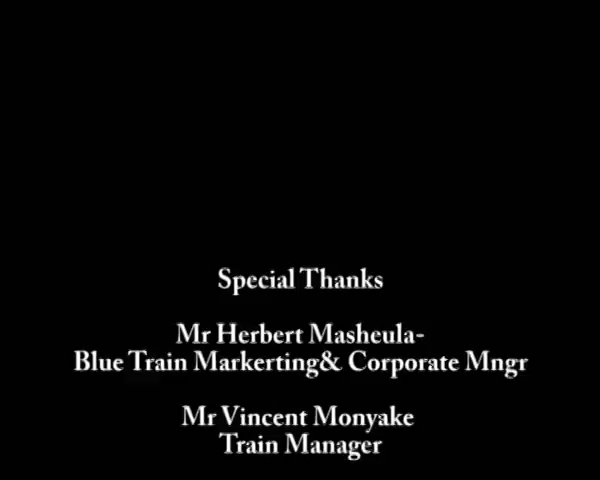 Special Thanks
Mr Herbert Masheula-
Blue Train Markerting& Corporate Mngr
Mr Vincent Monyake
Train Manager